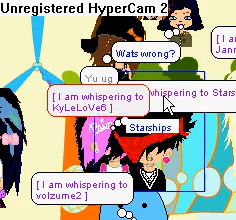 Unregistered HyperCam 2
Wats wrong?
I am
Yu ug
[ I am whispering to
KyLeLoVe6 ]
whispering to Stars
Starships
[ I am whispering to
volzume2 ]